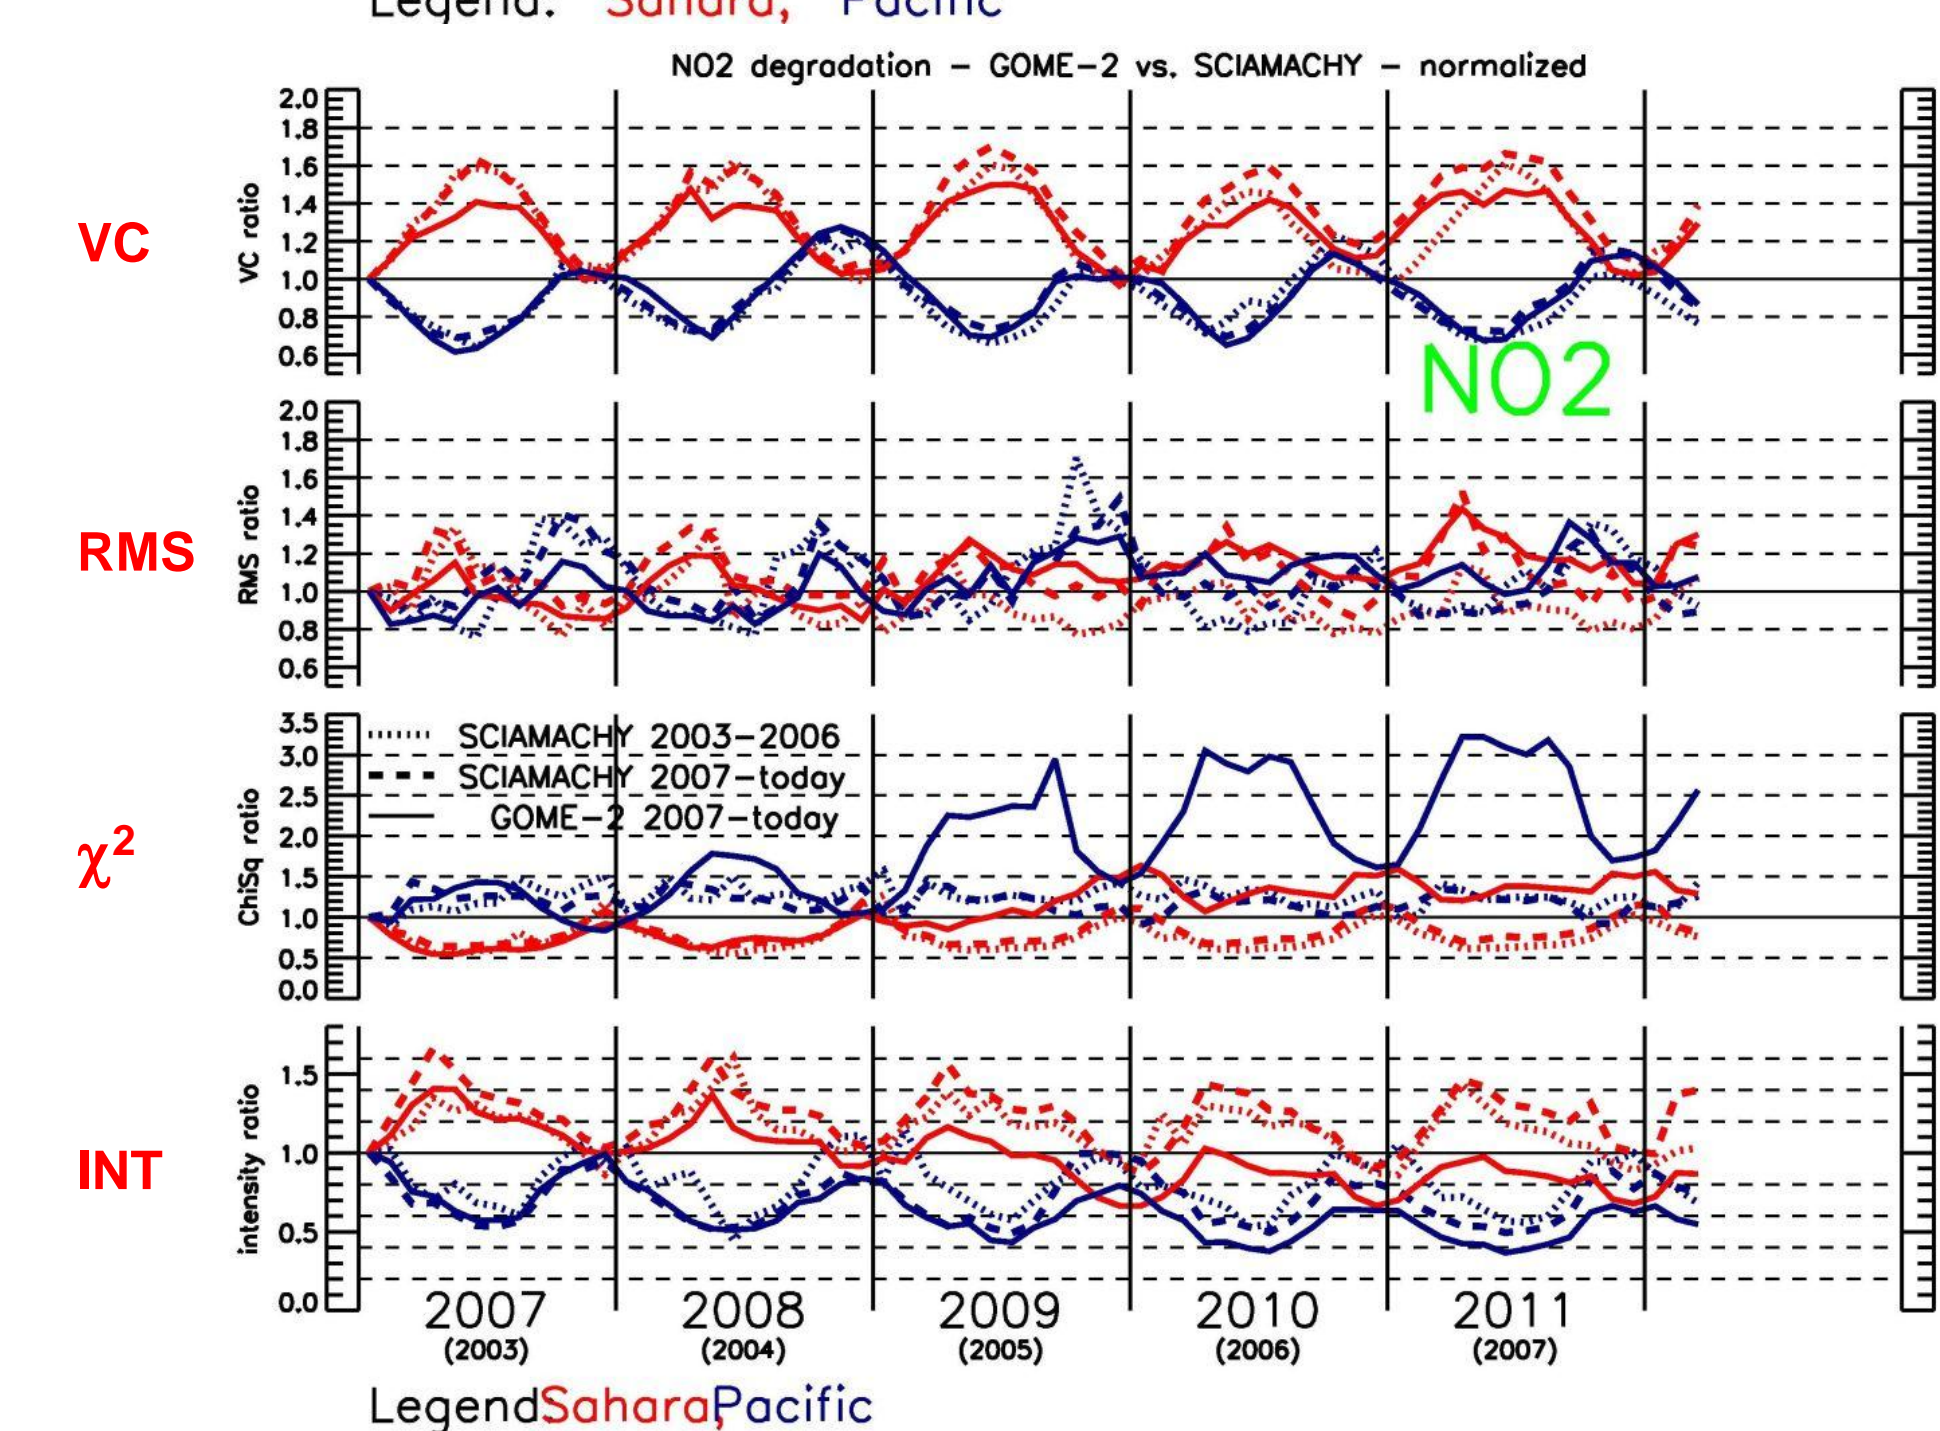 Legend: Sahara, Pacific
NO2 degradation – GOME-2 vs. SCIAMACHY – normalized
VC
VC ratio
2.0
1.8
1.6
1.4
1.2
1.0
0.8
0.6
NO2
RMS
RMS ratio
2.0
1.8
1.6
1.4
1.2
1.0
0.8
0.6
χ2
ChiSq ratio
3.5
3.0
2.5
2.0
1.5
1.0
0.5
0.0
SCIAMACHY 2003-2006
SCIAMACHY 2007-today
GOME-2 2007-today
INT
intensity ratio
1.5
1.0
0.5
0.0
2007 2008 2009 2010 2011
(2003) (2004) (2005) (2006) (2007)
Legend: Sahara, Pacific